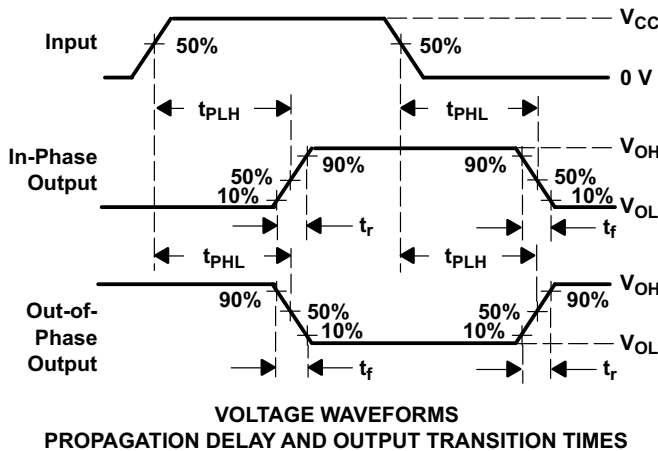 Input
50%
50%
VCC
0 V
tPLH
tPHL
In-Phase
Output
90%
50%
10%
90%
50%
10%
VOH
VOL
tr
tf
tPHL
tPLH
Out-of-
Phase
Output
90%
50%
10%
50%
10%
90%
VOH
VOL
tf
tr
VOLTAGE WAVEFORMS
PROPAGATION DELAY AND OUTPUT TRANSITION TIMES